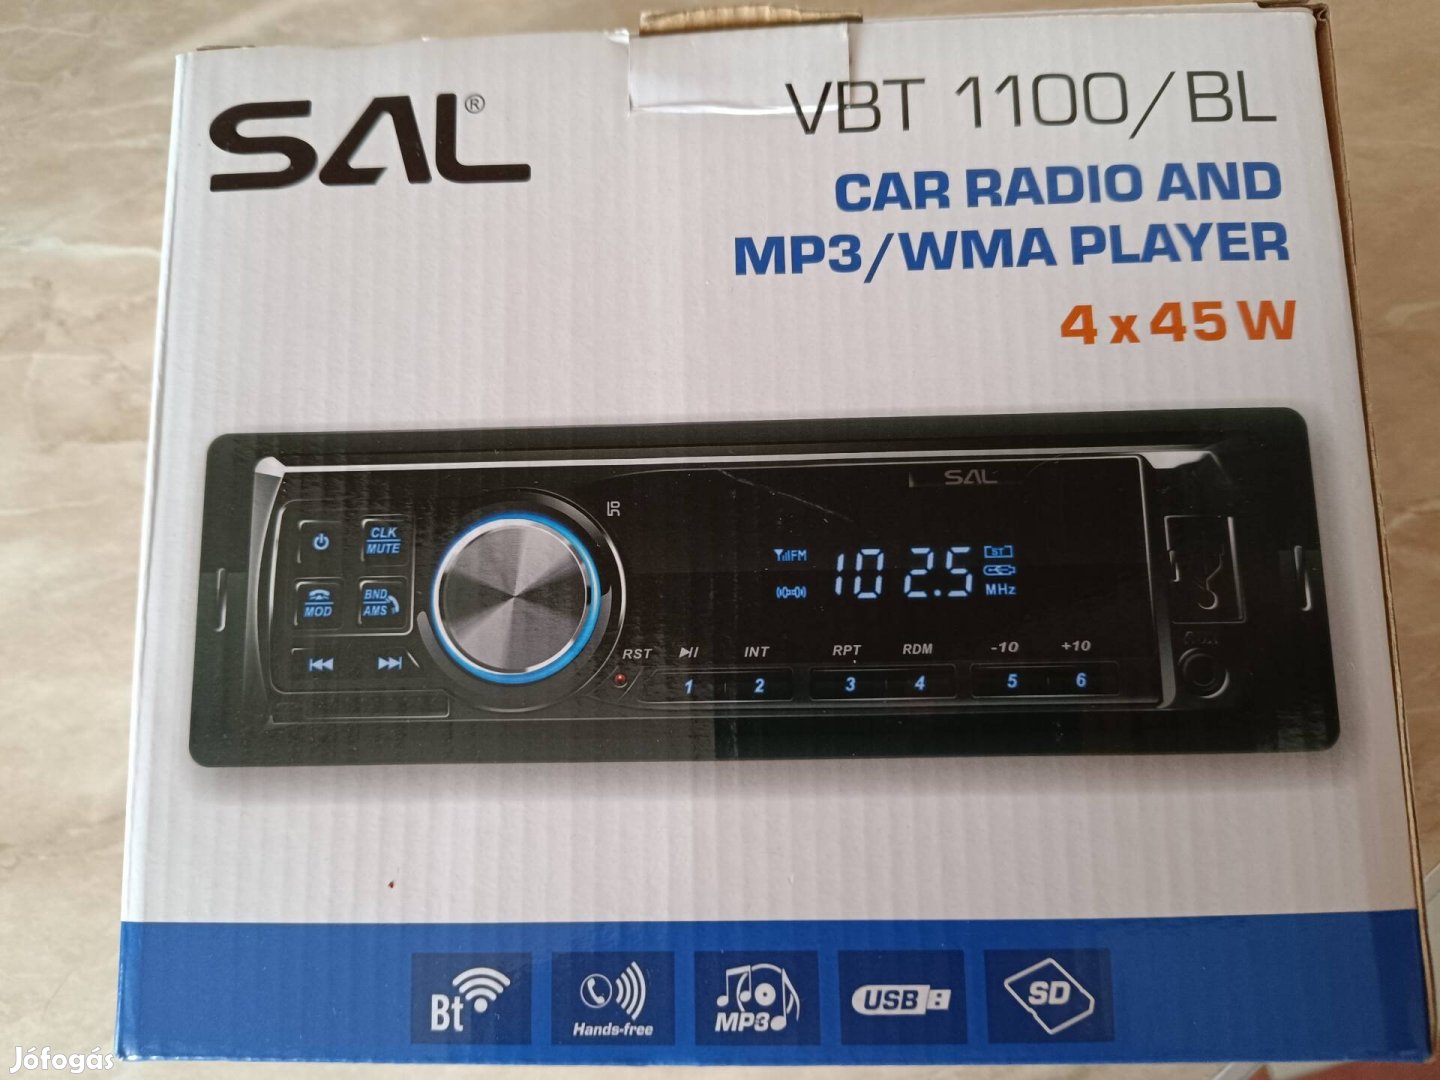 SAL®
VBT 1100/BL
CAR RADIO AND
MP3/WMA PLAYER
4 x 45 W
SAL
CLK
MUTE
MOD
BND
AMS
FM
102.5
ST
MHz
RST
INT
RPT
RDM
-10
+10
1
2
3
4
5
6
Bt
Hands-free
MP3
USB
SD
Jófogás